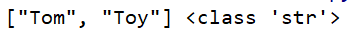 ["Tom", "Toy"] <class 'str'>